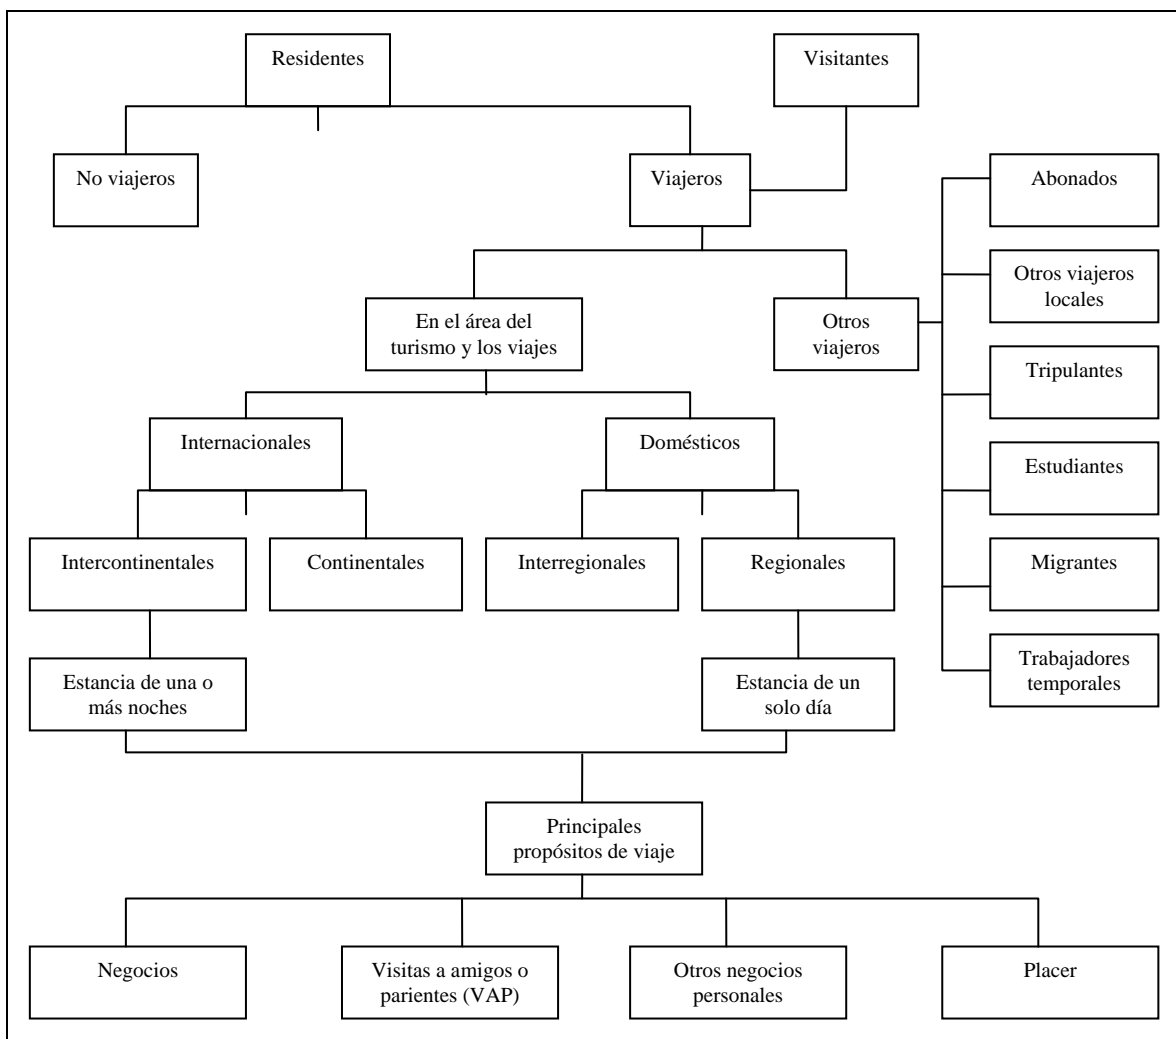 Residentes
Visitantes
No viajeros
Viajeros
Abonados
Otros viajeros
locales
En el área del
turismo y los viajes
Otros
viajeros
Tripulantes
Internacionales
Domésticos
Estudiantes
Intercontinentales
Continentales
Interregionales
Regionales
Migrantes
Estancia de una o
más noches
Estancia de un
solo día
Trabajadores
temporales
Principales
propósitos de viaje
Negocios
Visitas a amigos o
parientes (VAP)
Otros negocios
personales
Placer